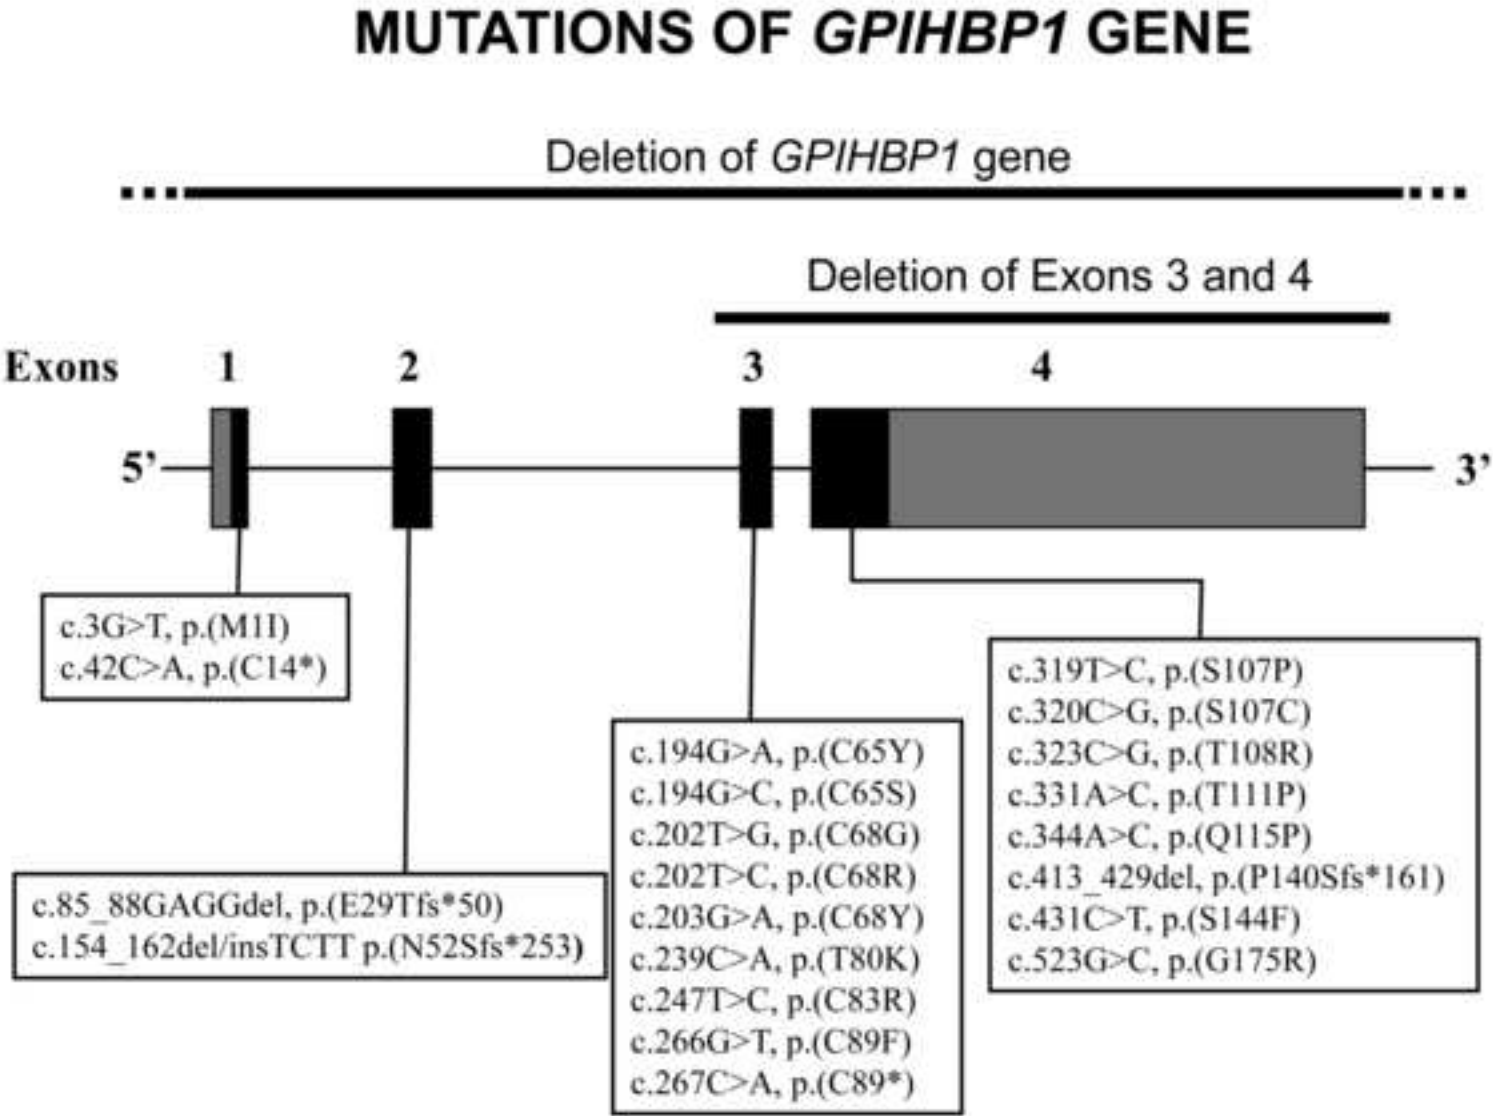 MUTATIONS OF GPIHBP1 GENE
Deletion of GPIHBP1 gene
Deletion of Exons 3 and 4
Exons 1 2 3 4
5’ 3’
c.3G>T, p.(M1I)
c.42C>A, p.(C14*)
c.85_88GAGGdel, p.(E29Tfs*50)
c.154_162del/insTCTT p.(N52Sfs*253)
c.194G>A, p.(C65Y)
c.194G>C, p.(C65S)
c.202T>G, p.(C68G)
c.202T>C, p.(C68R)
c.203G>A, p.(C68Y)
c.239C>A, p.(T80K)
c.247T>C, p.(C83R)
c.266G>T, p.(C89F)
c.267C>A, p.(C89*)
c.319T>C, p.(S107P)
c.320C>G, p.(S107C)
c.323C>G, p.(T108R)
c.331A>C, p.(T111P)
c.344A>C, p.(Q115P)
c.413_429del, p.(P140Sfs*161)
c.431C>T, p.(S144F)
c.523G>C, p.(G175R)